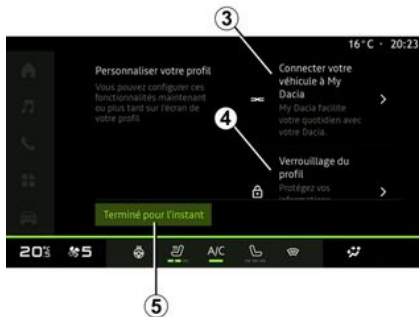 3
16°C · 20:23
Personnaliser votre profil
Vous pouvez configurer ces
fonctionnalités maintenant
ou plus tard sur l'écran de
votre profil
Connecter votre
véhicule à My
Dacia
My Dacia facilite
votre quotidien avec
votre Dacia.
4
Verrouillage du
profil
Protégez vos
informations
Terminé pour l'instant
20 5 A/C
5